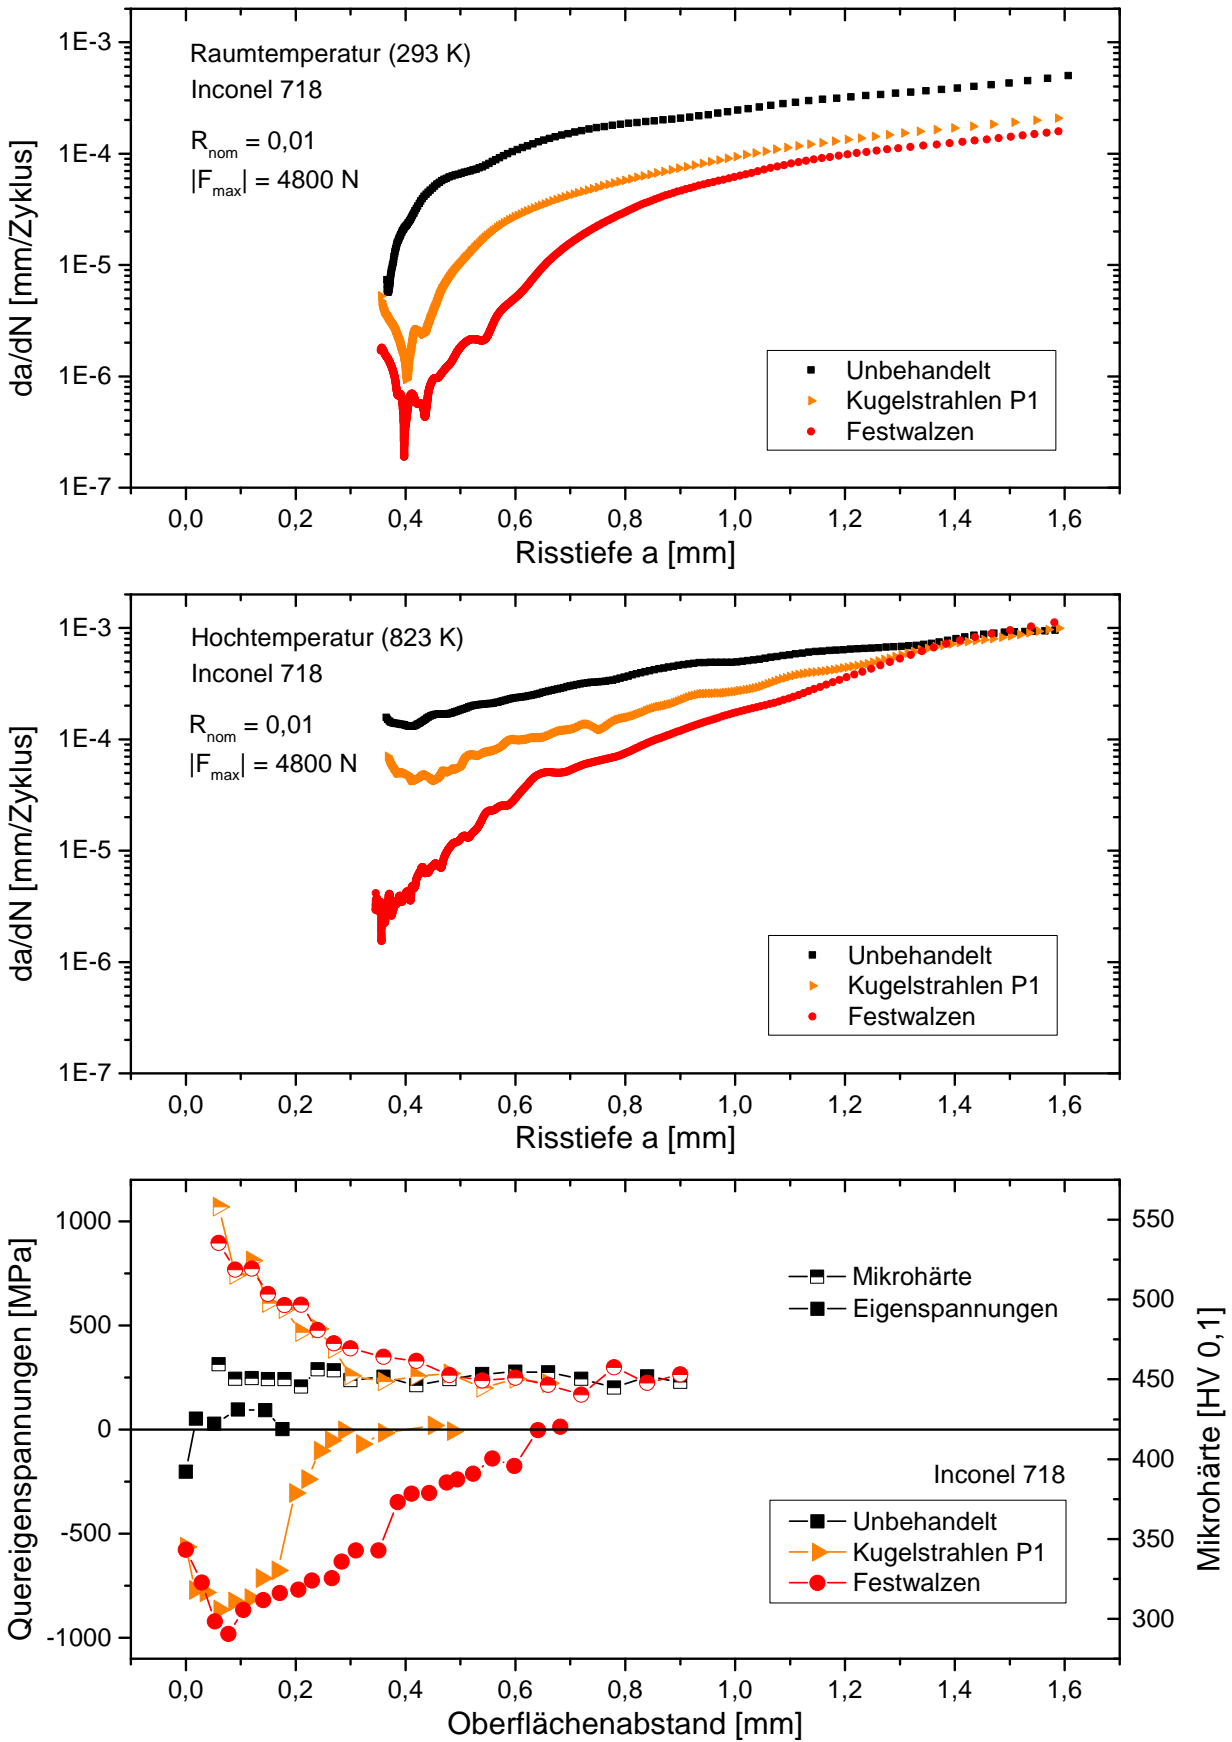 1E-3
1E-4
1E-5
1E-6
1E-7
da/dN [mm/Zyklus]
Raumtemperatur (293 K)
Inconel 718
R_nom = 0,01
|F_max| = 4800 N
Unbehandelt
Kugelstrahlen P1
Festwalzen
0,0 0,2 0,4 0,6 0,8 1,0 1,2 1,4 1,6
Risstiefe a [mm]
1E-3
1E-4
1E-5
1E-6
1E-7
da/dN [mm/Zyklus]
Hochtemperatur (823 K)
Inconel 718
R_nom = 0,01
|F_max| = 4800 N
Unbehandelt
Kugelstrahlen P1
Festwalzen
0,0 0,2 0,4 0,6 0,8 1,0 1,2 1,4 1,6
Risstiefe a [mm]
1000
500
0
-500
-1000
Quereigenspannungen [MPa]
Mikrohärte
Eigenspannungen
Inconel 718
Unbehandelt
Kugelstrahlen P1
Festwalzen
550
500
450
400
350
300
Mikrohärte [HV 0,1]
0,0 0,2 0,4 0,6 0,8 1,0 1,2 1,4 1,6
Oberflächenabstand [mm]